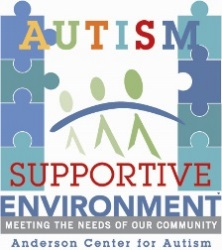 AUTISM
SUPPORTIVE
ENVIRONMENT
MEETING THE NEEDS OF OUR COMMUNITY
Anderson Center for Autism